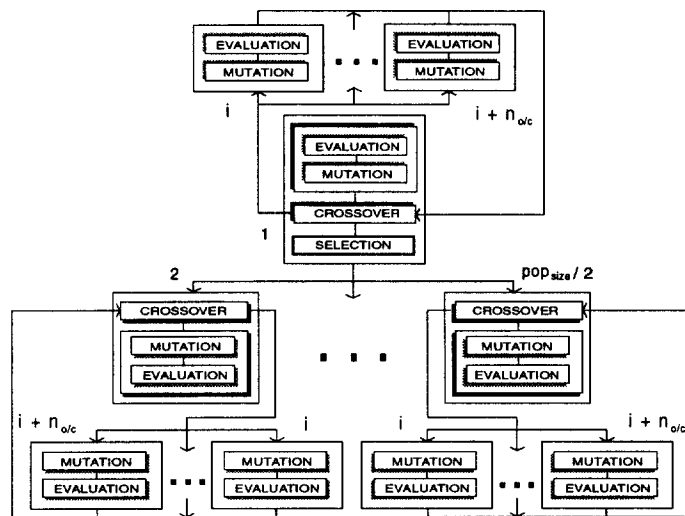 EVALUATION
EVALUATION
MUTATION
MUTATION
i
i + n o/c
EVALUATION
MUTATION
CROSSOVER
1
SELECTION
2
pop size / 2
CROSSOVER
CROSSOVER
MUTATION
MUTATION
EVALUATION
EVALUATION
i + n o/c
i
i
i + n o/c
MUTATION
MUTATION
MUTATION
MUTATION
EVALUATION
EVALUATION
EVALUATION
EVALUATION